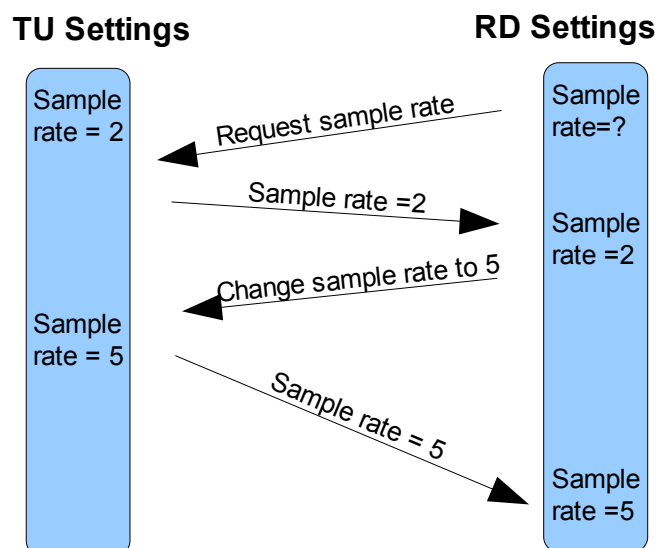 TU Settings
RD Settings
Sample
rate = 2
Sample
rate=?
Request sample rate
Sample rate =2
Sample
rate =2
Change sample rate to 5
Sample
rate = 5
Sample rate = 5
Sample
rate =5